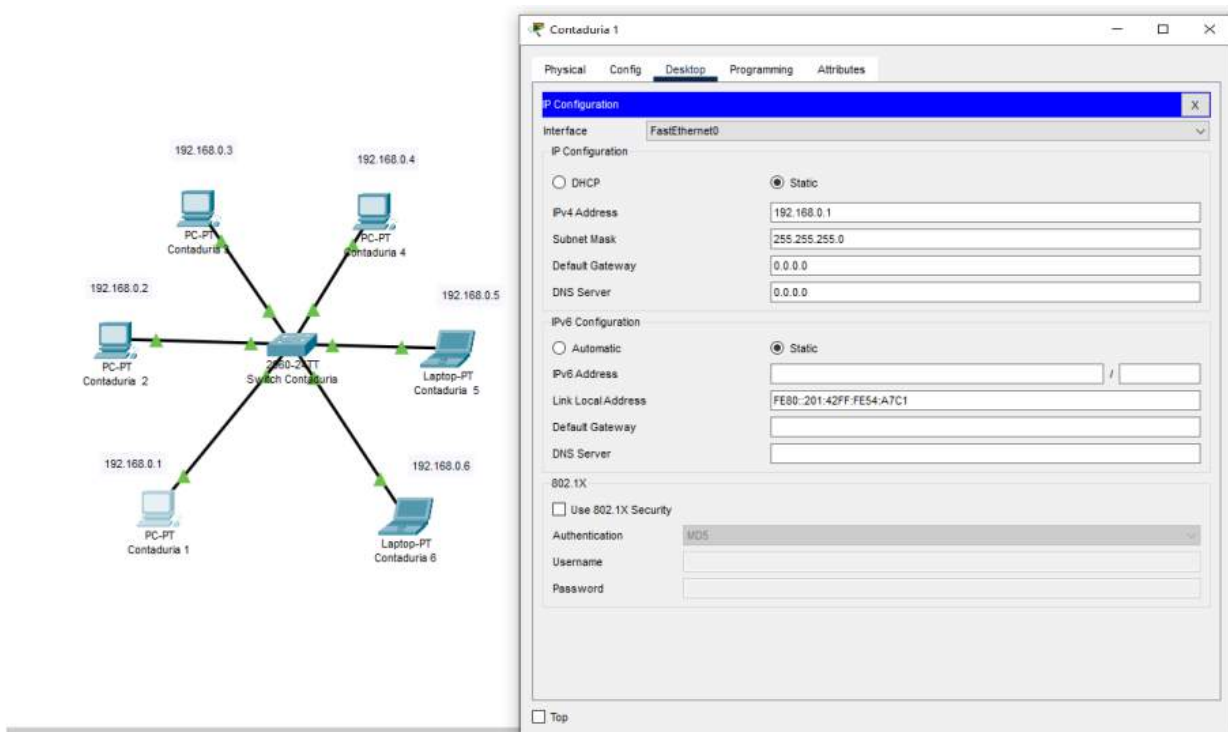 192.168.0.3
192.168.0.4
PC-PT
Contaduria
PC-PT
Contaduria 4
192.168.0.2
192.168.0.5
PC-PT
Contaduria 2
2960-24TT
Switch Contaduria
Laptop-PT
Contaduria 5
192.168.0.1
192.168.0.6
PC-PT
Contaduria 1
Laptop-PT
Contaduria 6
Contaduria 1
Physical Config Desktop Programming Attributes
IP Configuration X
Interface FastEthernet0
IP Configuration
DHCP Static
IPv4 Address 192.168.0.1
Subnet Mask 255.255.255.0
Default Gateway 0.0.0.0
DNS Server 0.0.0.0
IPv6 Configuration
Automatic Static
IPv6 Address /
Link Local Address FE80::201:42FF:FE54:A7C1
Default Gateway
DNS Server
802.1X
Use 802.1X Security
Authentication MD5
Username
Password
Top